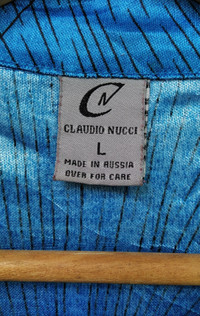 CN
CLAUDIO NUCCI
L
MADE IN RUSSIA
OVER FOR CARE